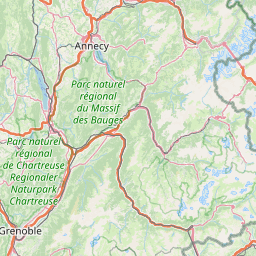 Annecy
Parc naturel
régional
du Massif
des Bauges
Parc naturel
régional
de Chartreuse
Regionaler
Naturpark
Chartreuse
Grenoble